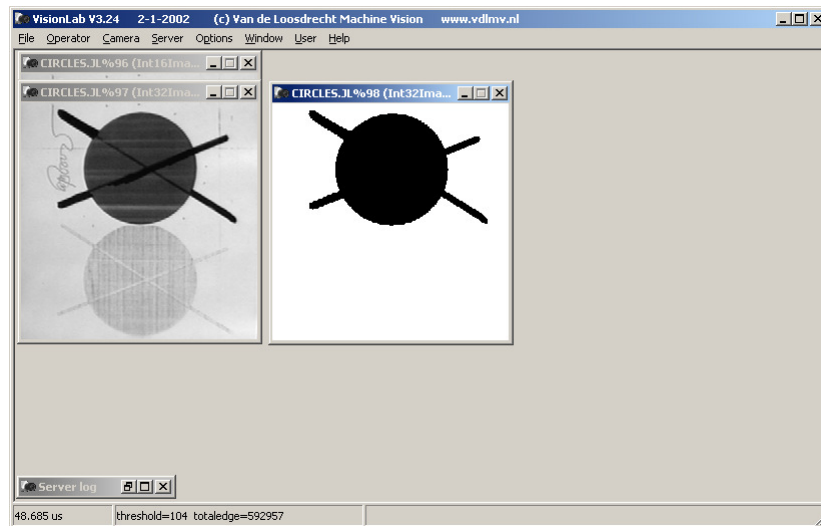 VisionLab V3.24 2-1-2002 (c) Van de Loosdrecht Machine Vision www.vdlmv.nl
File Operator Camera Server Options Window User Help
CIRCLES.JL%96 (Int16Ima...
CIRCLES.JL%97 (Int32Ima...
CIRCLES.JL%98 (Int32Ima...
Server log
48.685 us threshold=104 totaledge=592957